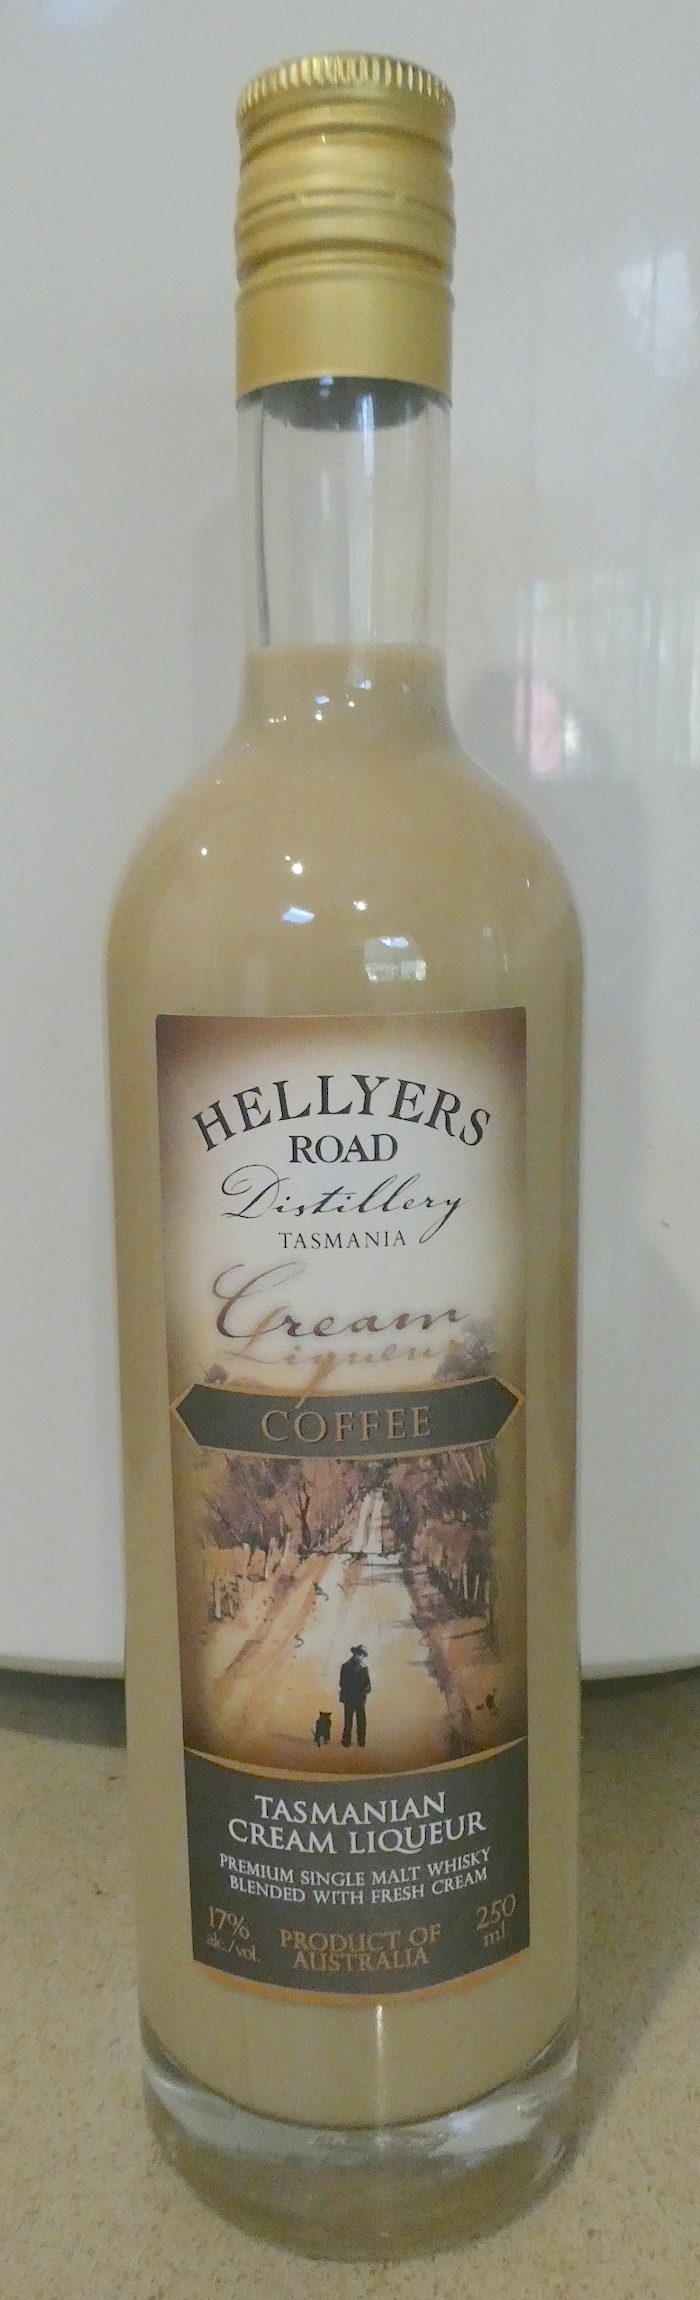 HELLYERS
ROAD
Distillery
TASMANIA
Cream
Liqueur
COFFEE
TASMANIAN
CREAM LIQUEUR
PREMIUM SINGLE MALT WHISKY
BLENDED WITH FRESH CREAM
17%
alc./vol.
PRODUCT OF
AUSTRALIA
250
ml.